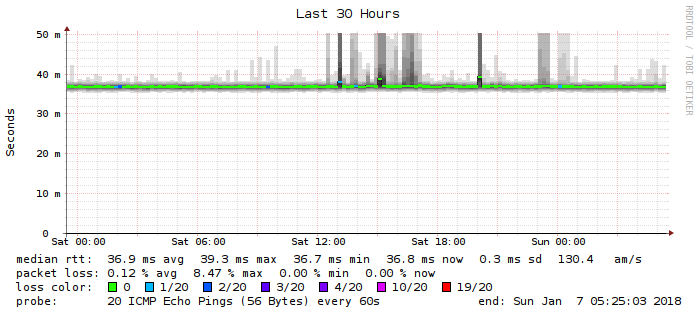 Last 30 Hours
RRDTOOL / TOBI OETIKER
Seconds
50 m
40 m
30 m
20 m
10 m
0
Sat 00:00 Sat 06:00 Sat 12:00 Sat 18:00 Sun 00:00
median rtt: 36.9 ms avg 39.3 ms max 36.7 ms min 36.8 ms now 0.3 ms sd 130.4 am/s
packet loss: 0.12 % avg 8.47 % max 0.00 % min 0.00 % now
loss color: 0 1/20 2/20 3/20 4/20 10/20 19/20
probe: 20 ICMP Echo Pings (56 Bytes) every 60s end: Sun Jan 7 05:25:03 2018